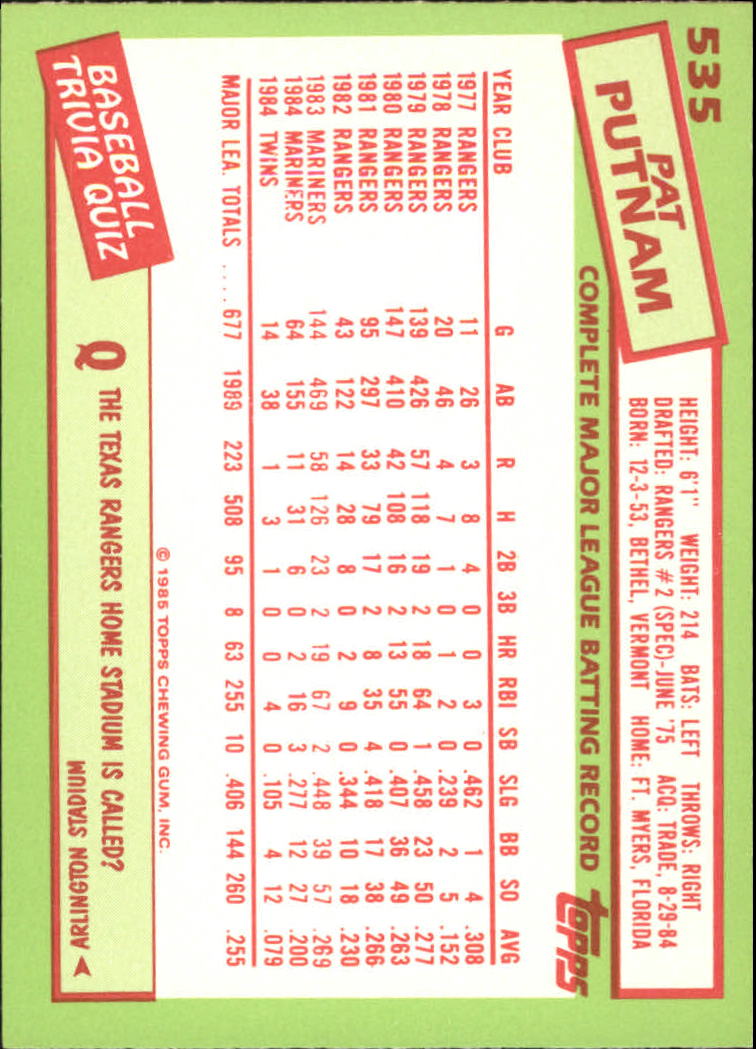 535
PAT
PUTNAM
HEIGHT: 6'1" WEIGHT: 214 BATS: LEFT THROWS: RIGHT
DRAFTED: RANGERS #2 (SPEC)-JUNE '75 ACQ: TRADE, 8-29-84
BORN: 12-3-53, BETHEL, VERMONT HOME: FT. MYERS, FLORIDA
COMPLETE MAJOR LEAGUE BATTING RECORD
topps
YEAR CLUB G AB R H 2B 3B HR RBI SB SLG BB SO AVG
1977 RANGERS 11 26 3 8 4 0 0 3 0 .462 1 4 .308
1978 RANGERS 20 46 4 7 1 0 1 2 0 .239 2 5 .152
1979 RANGERS 139 426 57 118 19 2 18 64 1 .458 23 50 .277
1980 RANGERS 147 410 42 108 16 2 13 55 0 .407 36 49 .263
1981 RANGERS 95 297 33 79 17 2 8 35 4 .418 17 38 .266
1982 RANGERS 43 122 14 28 8 0 2 9 0 .344 10 18 .230
1983 MARINERS 144 469 58 126 23 2 19 67 2 .448 39 57 .269
1984 MARINERS 64 155 11 31 6 0 2 16 3 .277 12 27 .200
1984 TWINS 14 38 1 3 1 0 0 4 0 .105 4 12 .079
MAJOR LEA. TOTALS .... 677 1989 223 508 95 8 63 255 10 .406 144 260 .255
© 1985 TOPPS CHEWING GUM, INC.
BASEBALL
TRIVIA QUIZ
Q THE TEXAS RANGERS HOME STADIUM IS CALLED?
ARLINGTON STADIUM